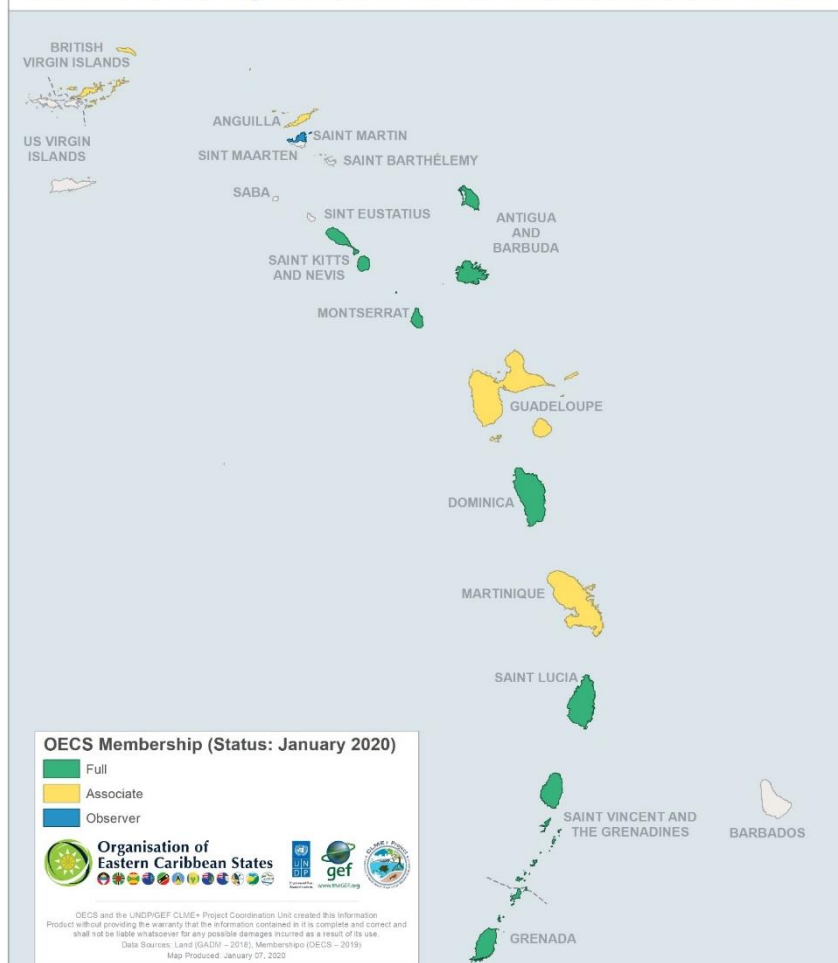 BRITISH
VIRGIN ISLANDS
ANGUILLA
SAINT MARTIN
US VIRGIN
ISLANDS
SINT MAARTEN
SAINT BARTHÉLEMY
SABA
SINT EUSTATIUS
ANTIGUA
AND
BARBUDA
SAINT KITTS
AND NEVIS
MONTSERRAT
GUADELOUPE
DOMINICA
MARTINIQUE
SAINT LUCIA
SAINT VINCENT AND
THE GRENADINES
BARBADOS
GRENADA
OECS Membership (Status: January 2020)
Full
Associate
Observer
Organisation of
Eastern Caribbean States
U N
D P
gef
www.theGEF.org
CLME+ Project
OECS and the UNDP/GEF CLME+ Project Coordination Unit created this Information
Product without providing the warranty that the information contained in it is complete and correct and
shall not be liable whatsoever for any possible damages incurred as a result of its use.
Data Sources: Land (GADM – 2018), Membershipo (OECS – 2019)
Map Produced: January 07, 2020